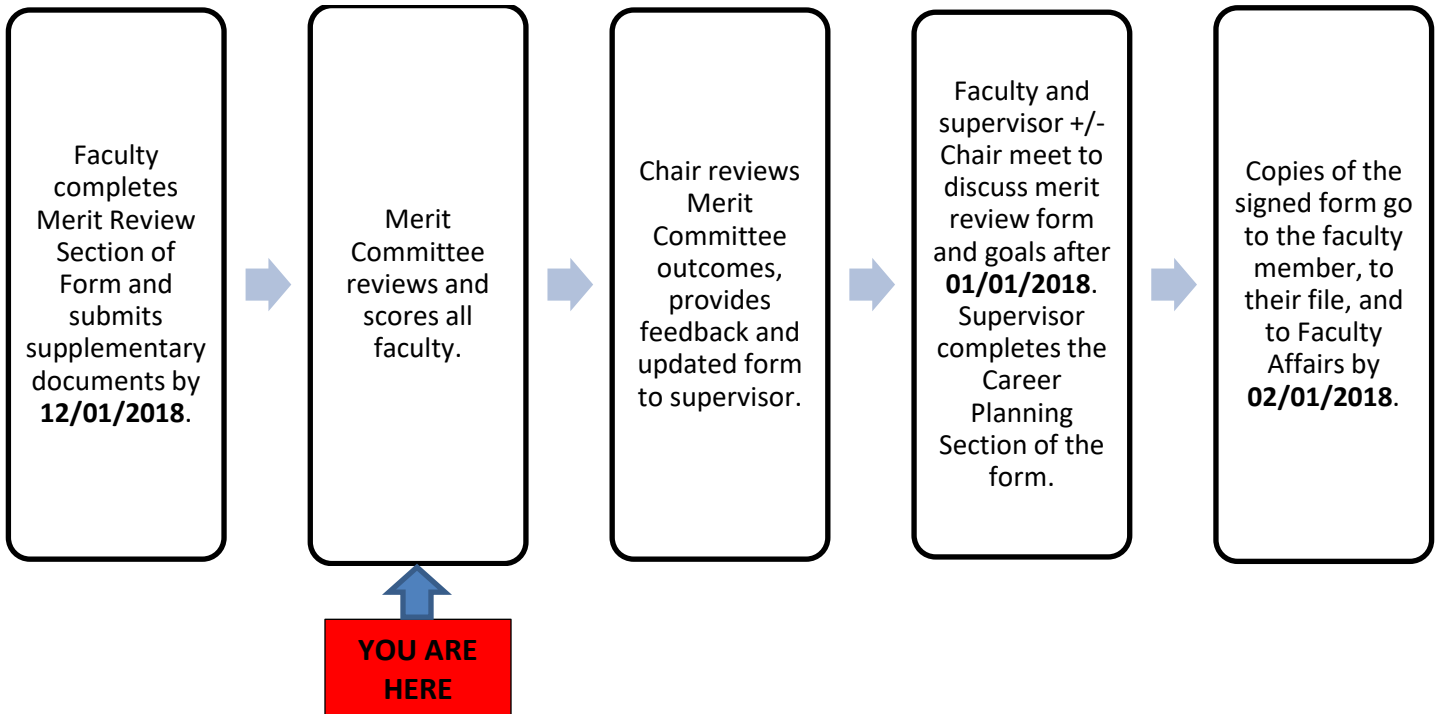 Faculty
completes
Merit Review
Section of
Form and
submits
supplementary
documents by
12/01/2018.
Merit
Committee
reviews and
scores all
faculty.
Chair reviews
Merit
Committee
outcomes,
provides
feedback and
updated form
to supervisor.
Faculty and
supervisor +/-
Chair meet to
discuss merit
review form
and goals after
01/01/2018.
Supervisor
completes the
Career
Planning
Section of the
form.
Copies of the
signed form go
to the faculty
member, to
their file, and
to Faculty
Affairs by
02/01/2018.
YOU ARE
HERE